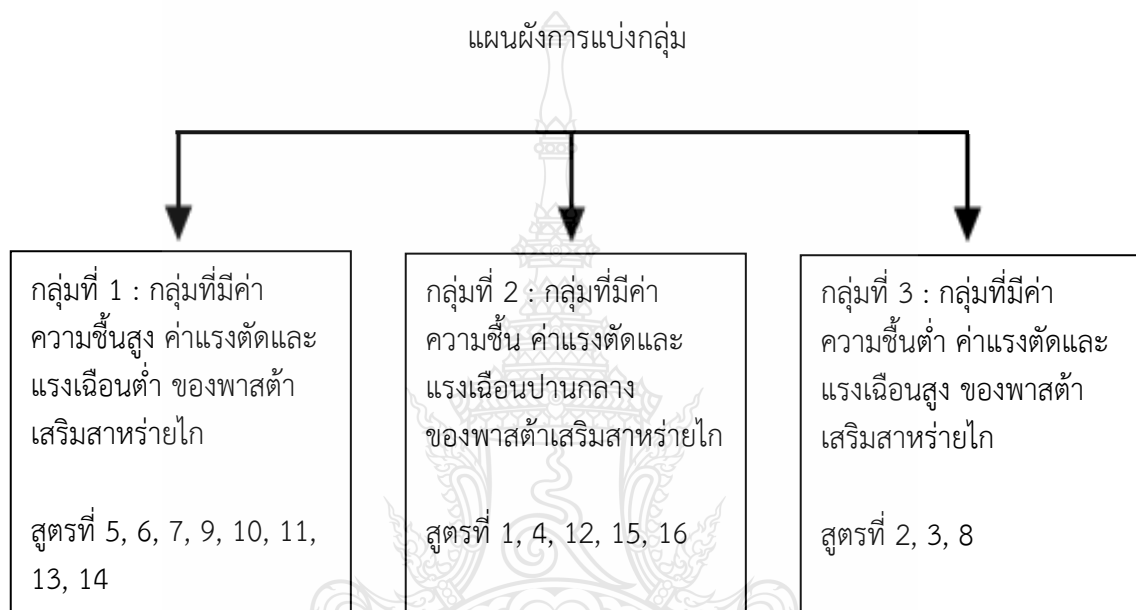 แผนผังการแบ่งกลุ่ม
กลุ่มที่ 1 : กลุ่มที่มีค่า
ความชื้นสูง ค่าแรงตัดและ
แรงเฉือนต่ำ ของพาสต้า
เสริมสาหร่ายไก
สูตรที่ 5, 6, 7, 9, 10, 11,
13, 14
กลุ่มที่ 2 : กลุ่มที่มีค่า
ความชื้น ค่าแรงตัดและ
แรงเฉือนปานกลาง
ของพาสต้าเสริมสาหร่ายไก
สูตรที่ 1, 4, 12, 15, 16
กลุ่มที่ 3 : กลุ่มที่มีค่า
ความชื้นต่ำ ค่าแรงตัดและ
แรงเฉือนสูง ของพาสต้า
เสริมสาหร่ายไก
สูตรที่ 2, 3, 8